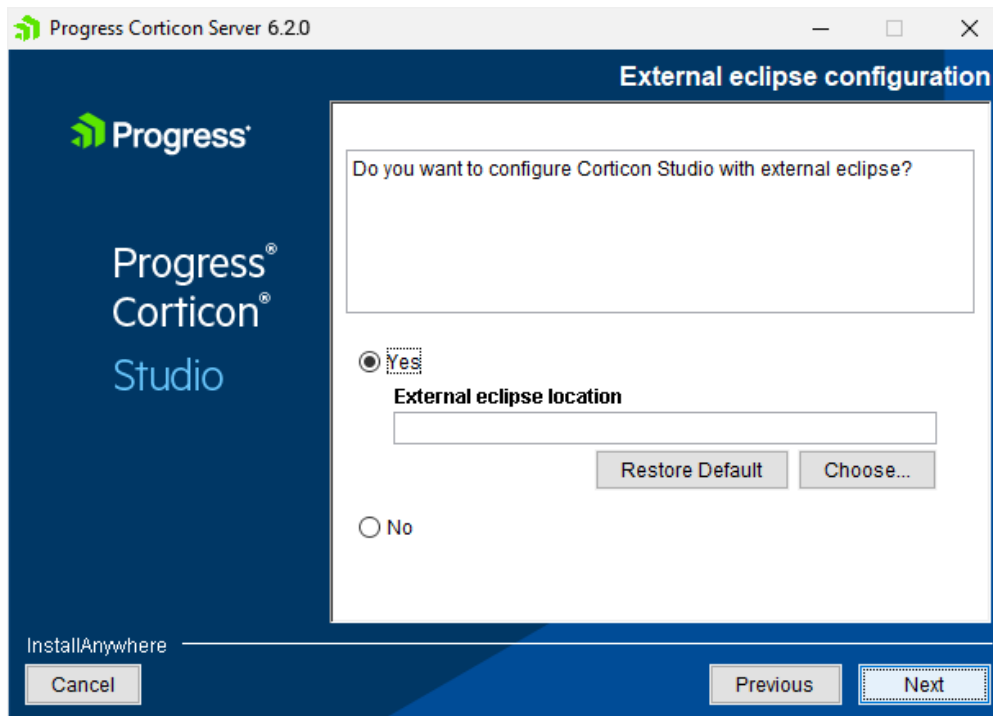 Progress Corticon Server 6.2.0
External eclipse configuration
Progress
Do you want to configure Corticon Studio with external eclipse?
Progress®
Corticon®
Studio
Yes
External eclipse location
Restore Default
Choose...
No
InstallAnywhere
Cancel
Previous
Next